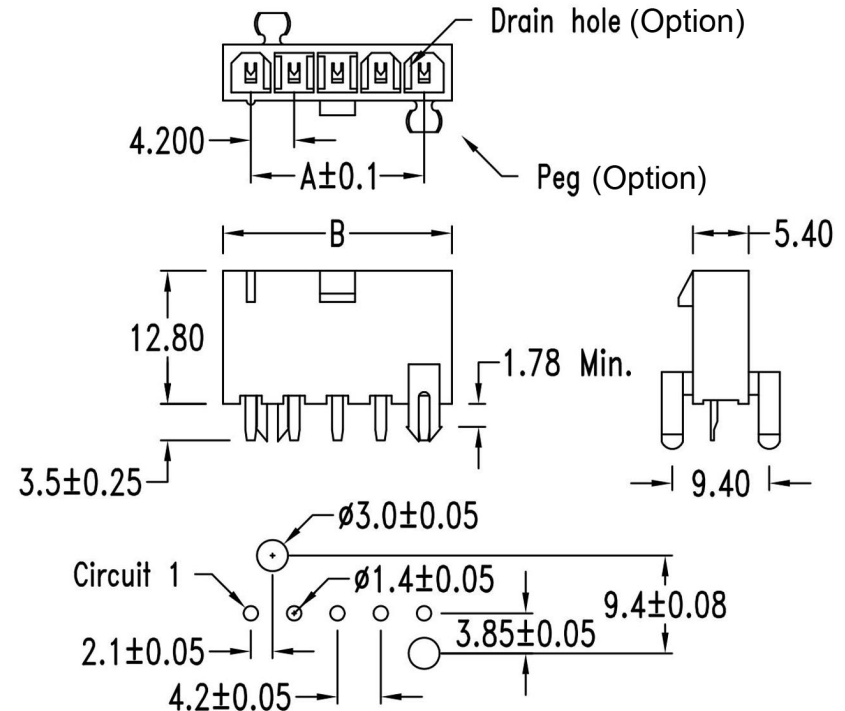 Drain hole (Option)
4.200
A±0.1
Peg (Option)
B
5.40
12.80
1.78 Min.
3.5±0.25
9.40
ø3.0±0.05
Circuit 1
ø1.4±0.05
9.4±0.08
3.85±0.05
2.1±0.05
4.2±0.05